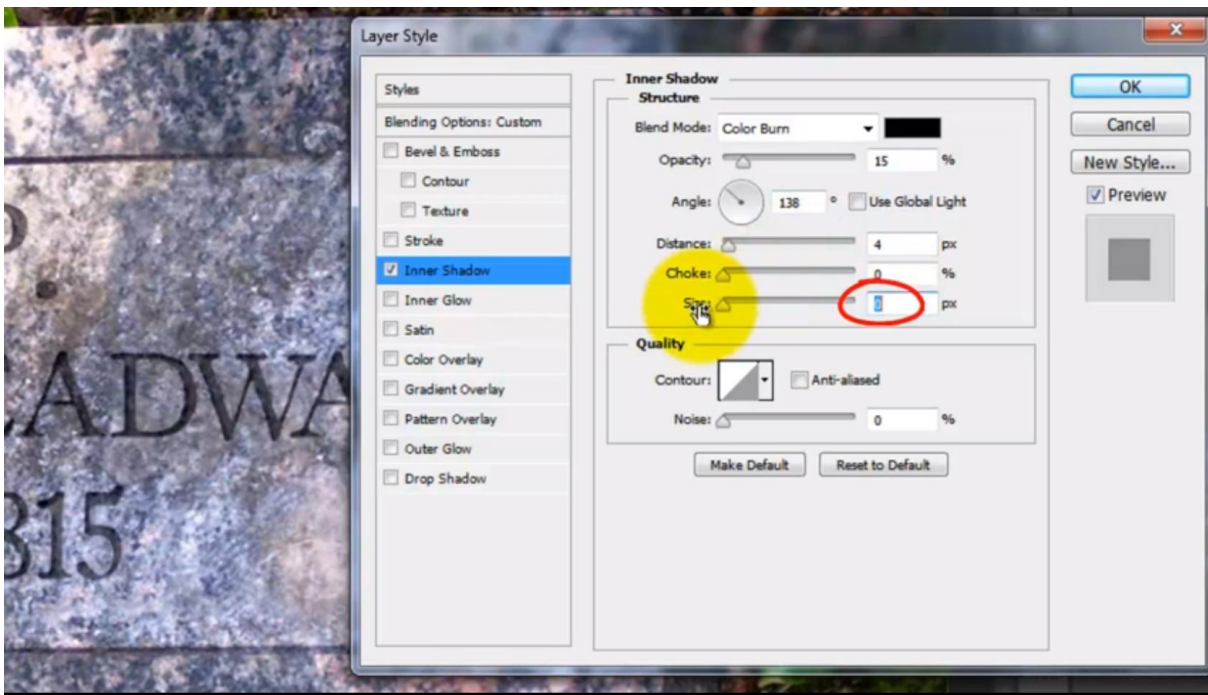 Layer Style
Styles
Blending Options: Custom
Bevel & Emboss
Contour
Texture
Stroke
Inner Shadow
Inner Glow
Satin
Color Overlay
Gradient Overlay
Pattern Overlay
Outer Glow
Drop Shadow
Inner Shadow
Structure
Blend Mode: Color Burn
Opacity: 15 %
Angle: 138 ° Use Global Light
Distance: 4 px
Choke: 0 %
Size: 0 px
Quality
Contour: Anti-aliased
Noise: 0 %
Make Default Reset to Default
OK
Cancel
New Style...
Preview
ADWA
815